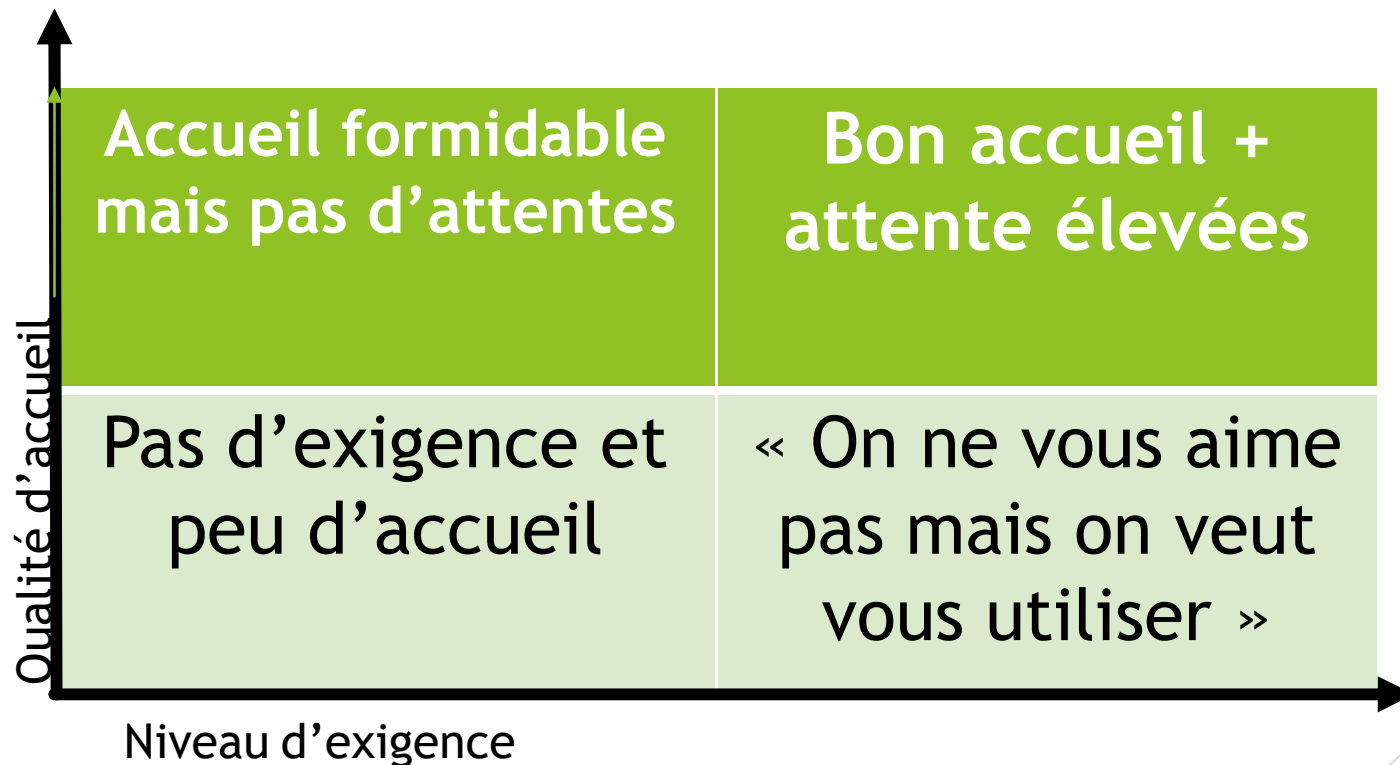 Accueil formidable
mais pas d’attentes
Bon accueil +
attente élevées
Qualité d’accueil
Pas d’exigence et
peu d’accueil
« On ne vous aime
pas mais on veut
vous utiliser »
Niveau d’exigence